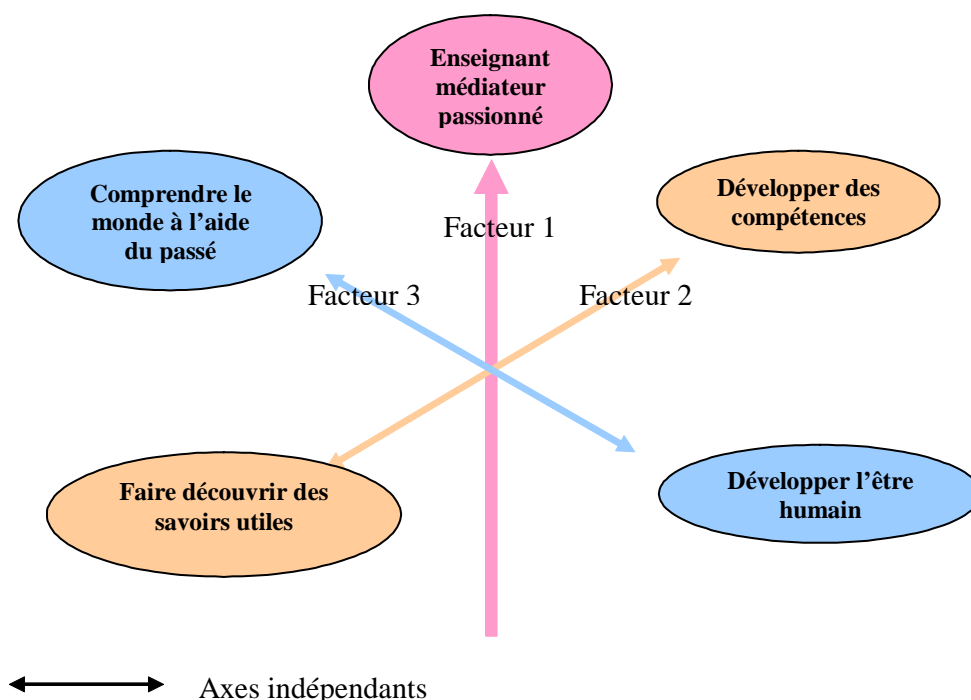 Enseignant
médiateur
passionné
Comprendre le
monde à l’aide
du passé
Développer des
compétences
Facteur 1
Facteur 3
Facteur 2
Faire découvrir des
savoirs utiles
Développer l’être
humain
Axes indépendants